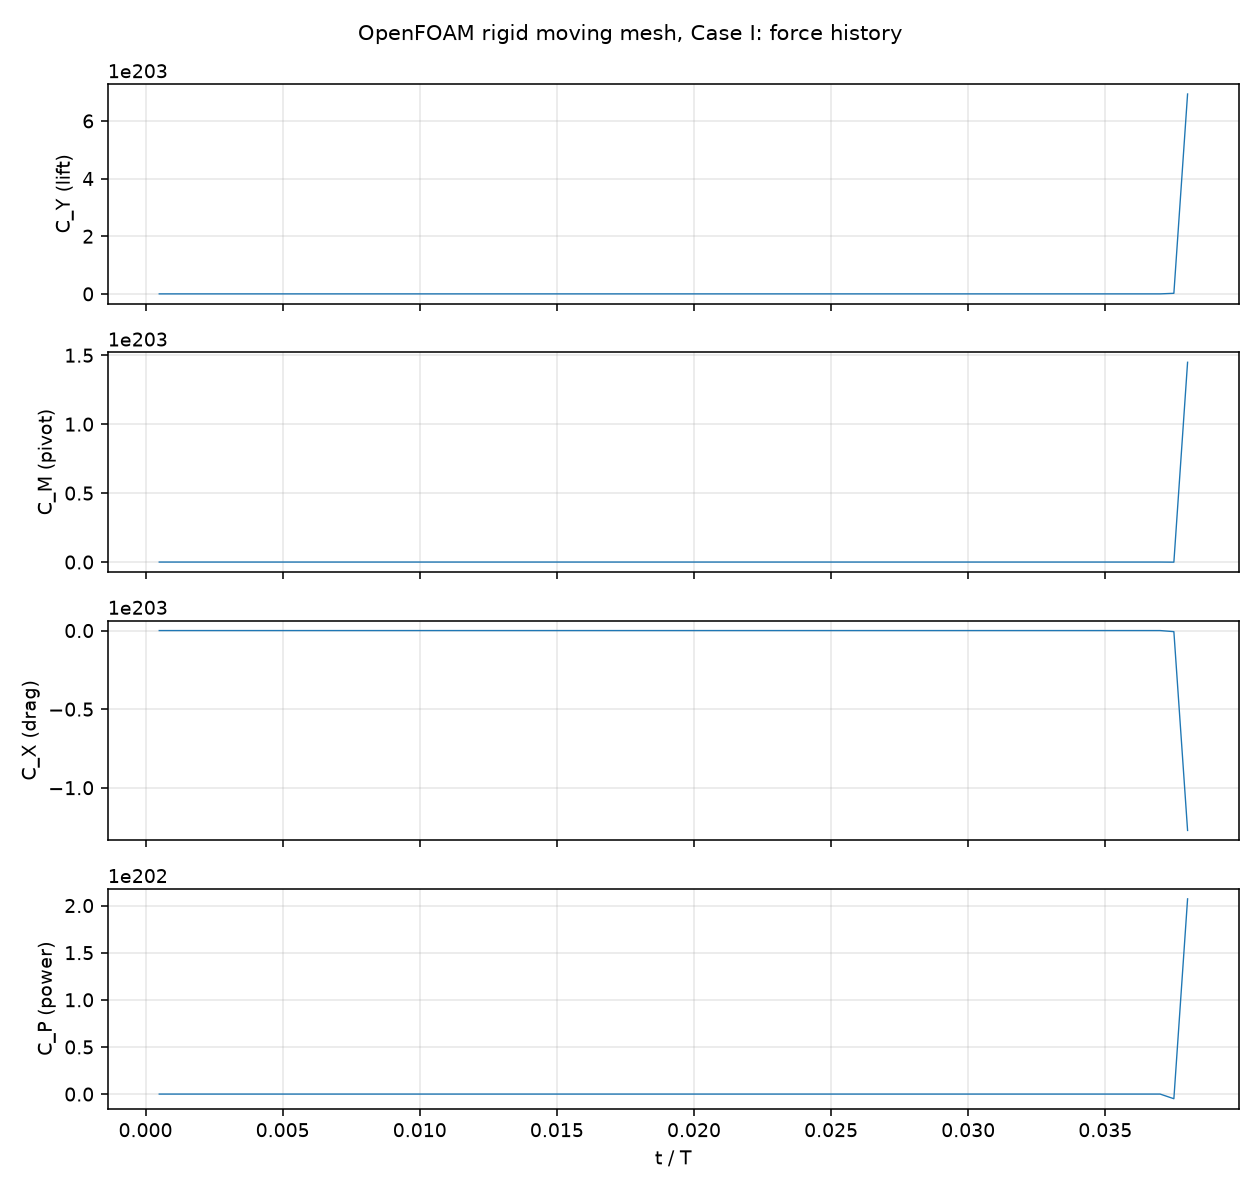 OpenFOAM rigid moving mesh, Case I: force history
1e203
6
4
2
0
C_Y (lift)
1e203
1.5
1.0
0.5
0.0
C_M (pivot)
1e203
0.0
−0.5
−1.0
C_X (drag)
1e202
2.0
1.5
1.0
0.5
0.0
C_P (power)
0.000 0.005 0.010 0.015 0.020 0.025 0.030 0.035
t / T